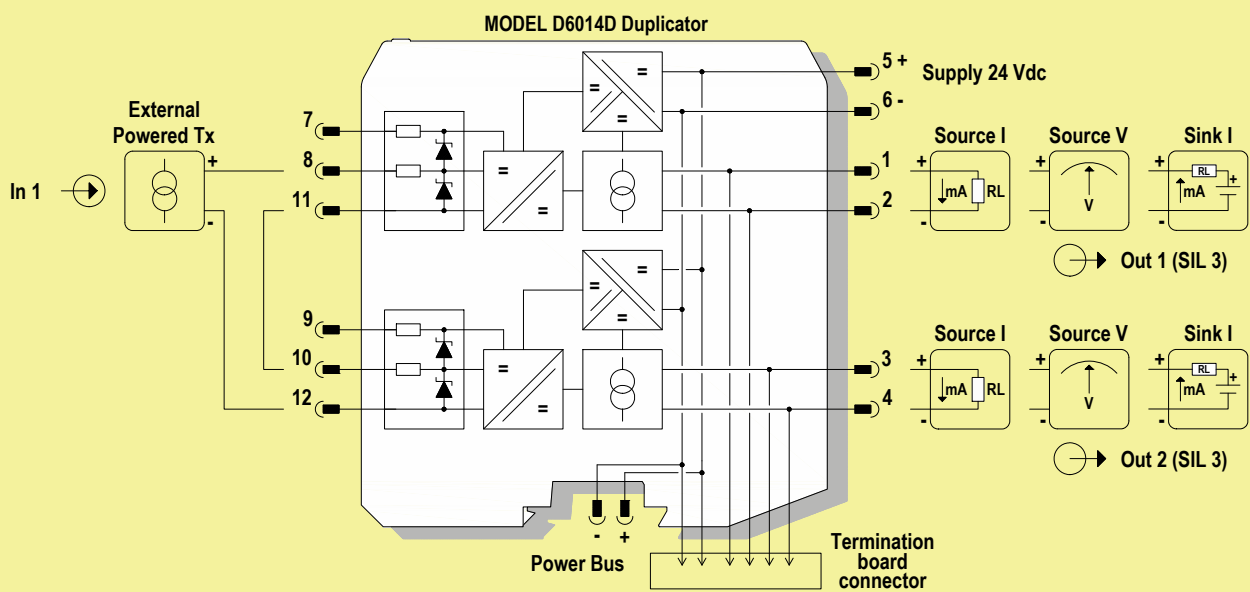 MODEL D6014D Duplicator
5 +
Supply 24 Vdc
6 -
External
Powered Tx
In 1
+
-
7
8
11
=
=
=
=
=
1
2
Source I
+
mA
RL
-
Source V
+
V
-
Sink I
+
RL
+
mA
-
Out 1 (SIL 3)
9
10
12
=
=
=
=
=
3
4
Source I
+
mA
RL
-
Source V
+
V
-
Sink I
+
RL
+
mA
-
Out 2 (SIL 3)
- +
Power Bus
Termination
board
connector